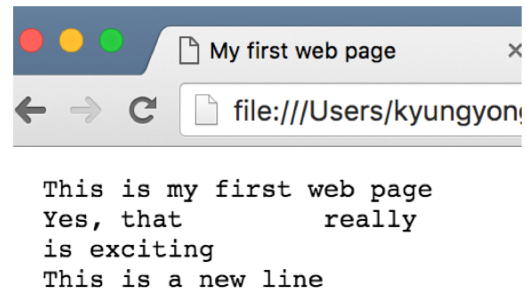 My first web page
file:///Users/kyungyong
This is my first web page
Yes, that         really
is exciting
This is a new line